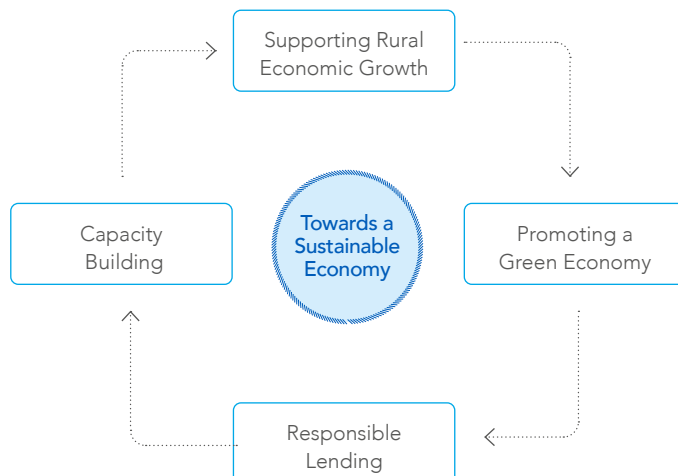 Supporting Rural
Economic Growth
Capacity
Building
Towards a
Sustainable
Economy
Promoting a
Green Economy
Responsible
Lending